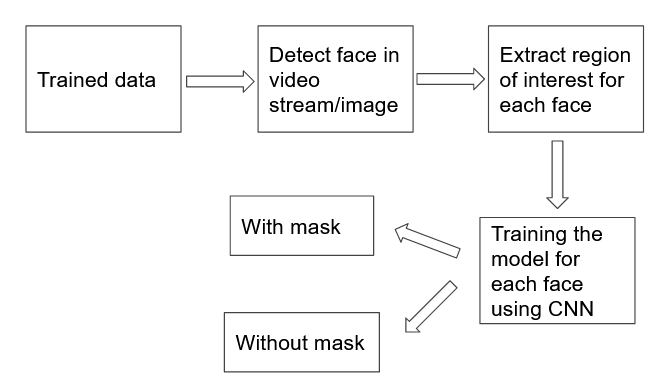 Trained data
Detect face in
video
stream/image
Extract region
of interest for
each face
Training the
model for
each face
using CNN
With mask
Without mask